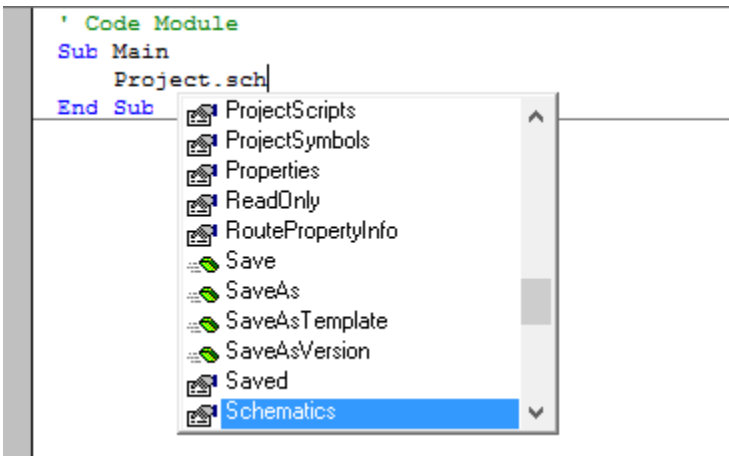 ' Code Module
Sub Main
Project.sch
End Sub
ProjectScripts
ProjectSymbols
Properties
ReadOnly
RoutePropertyInfo
Save
SaveAs
SaveAsTemplate
SaveAsVersion
Saved
Schematics